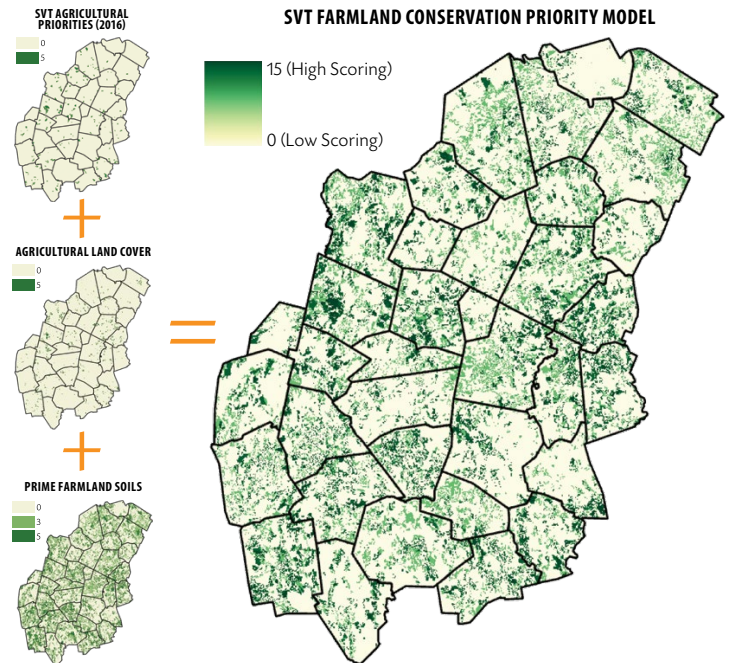 SVT AGRICULTURAL
PRIORITIES (2016)
0
5
+
AGRICULTURAL LAND COVER
0
5
+
PRIME FARMLAND SOILS
0
3
5
=
SVT FARMLAND CONSERVATION PRIORITY MODEL
15 (High Scoring)
0 (Low Scoring)